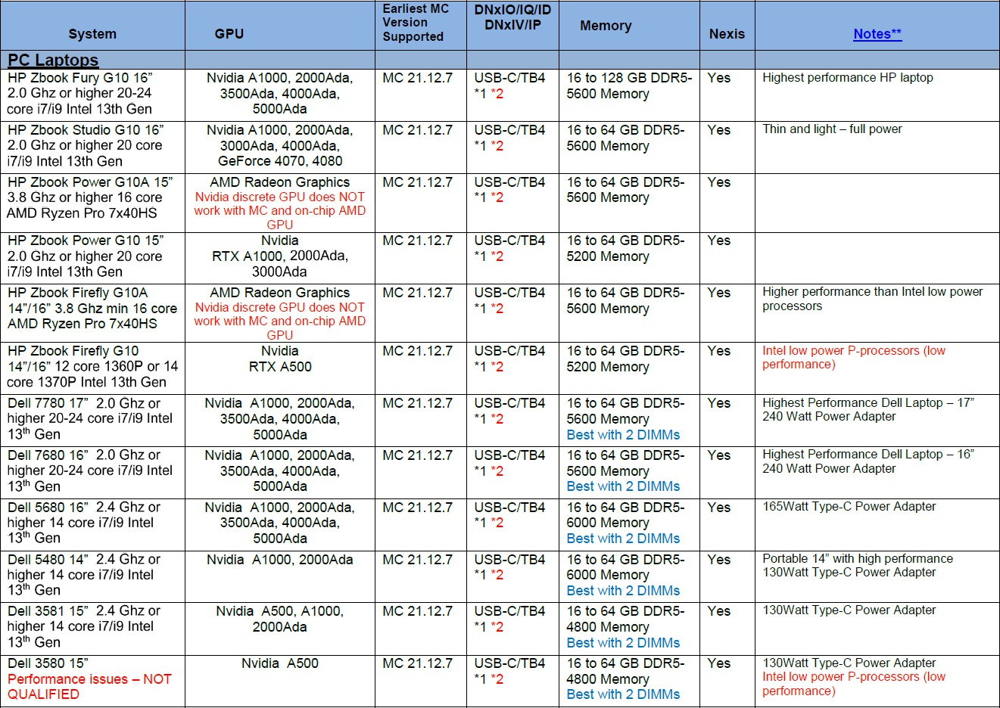 System GPU Earliest MC Version Supported DNxIO/IQ/ID DNxIV/IP Memory Nexis Notes**
PC Laptops
HP Zbook Fury G10 16” Nvidia A1000, 2000Ada, MC 21.12.7 USB-C/TB4 16 to 128 GB DDR5- Yes Highest performance HP laptop
2.0 Ghz or higher 20-24 3500Ada, 4000Ada, *1 *2 5600 Memory
core i7/i9 Intel 13th Gen 5000Ada
HP Zbook Studio G10 16” Nvidia A1000, 2000Ada, MC 21.12.7 USB-C/TB4 16 to 64 GB DDR5- Yes Thin and light – full power
2.0 Ghz or higher 20 core 3000Ada, 4000Ada, *1 *2 5600 Memory
i7/i9 Intel 13th Gen GeForce 4070, 4080
HP Zbook Power G10A 15” AMD Radeon Graphics MC 21.12.7 USB-C/TB4 16 to 64 GB DDR5- Yes
3.8 Ghz or higher 16 core Nvidia discrete GPU does NOT *1 *2 5600 Memory
AMD Ryzen Pro 7x40HS work with MC and on-chip AMD
GPU
HP Zbook Power G10 15” Nvidia MC 21.12.7 USB-C/TB4 16 to 64 GB DDR5- Yes
2.0 Ghz or higher 20 core RTX A1000, 2000Ada, *1 *2 5200 Memory
i7/i9 Intel 13th Gen 3000Ada
HP Zbook Firefly G10A AMD Radeon Graphics MC 21.12.7 USB-C/TB4 16 to 64 GB DDR5- Yes Higher performance than Intel low power
14”/16” 3.8 Ghz min 16 core Nvidia discrete GPU does NOT *1 *2 5600 Memory processors
AMD Ryzen Pro 7x40HS work with MC and on-chip AMD
GPU
HP Zbook Firefly G10 Nvidia MC 21.12.7 USB-C/TB4 16 to 64 GB DDR5- Yes Intel low power P-processors (low
14”/16” 12 core 1360P or 14 RTX A500 *1 *2 5200 Memory performance)
core 1370P Intel 13th Gen
Dell 7780 17” 2.0 Ghz or Nvidia A1000, 2000Ada, MC 21.12.7 USB-C/TB4 16 to 64 GB DDR5- Yes Highest Performance Dell Laptop – 17”
higher 20-24 core i7/i9 Intel 3500Ada, 4000Ada, *1 *2 5600 Memory 240 Watt Power Adapter
13th Gen 5000Ada Best with 2 DIMMs
Dell 7680 16” 2.0 Ghz or Nvidia A1000, 2000Ada, MC 21.12.7 USB-C/TB4 16 to 64 GB DDR5- Yes Highest Performance Dell Laptop – 16”
higher 20-24 core i7/i9 Intel 3500Ada, 4000Ada, *1 *2 5600 Memory 240 Watt Power Adapter
13th Gen 5000Ada Best with 2 DIMMs
Dell 5680 16” 2.4 Ghz or Nvidia A1000, 2000Ada, MC 21.12.7 USB-C/TB4 16 to 64 GB DDR5- Yes 165Watt Type-C Power Adapter
higher 14 core i7/i9 Intel 3500Ada, 4000Ada, *1 *2 6000 Memory
13th Gen 5000Ada Best with 2 DIMMs
Dell 5480 14” 2.4 Ghz or Nvidia A1000, 2000Ada MC 21.12.7 USB-C/TB4 16 to 64 GB DDR5- Yes Portable 14” with high performance
higher 14 core i7/i9 Intel *1 *2 6000 Memory 130Watt Type-C Power Adapter
13th Gen Best with 2 DIMMs
Dell 3581 15” 2.4 Ghz or Nvidia A500, A1000, MC 21.12.7 USB-C/TB4 16 to 64 GB DDR5- Yes 130Watt Type-C Power Adapter
higher 14 core i7/i9 Intel 2000Ada *1 *2 4800 Memory
13th Gen Best with 2 DIMMs
Dell 3580 15” Nvidia A500 MC 21.12.7 USB-C/TB4 16 to 64 GB DDR5- Yes 130Watt Type-C Power Adapter
Performance issues – NOT *1 *2 4800 Memory Intel low power P-processors (low
QUALIFIED Best with 2 DIMMs performance)